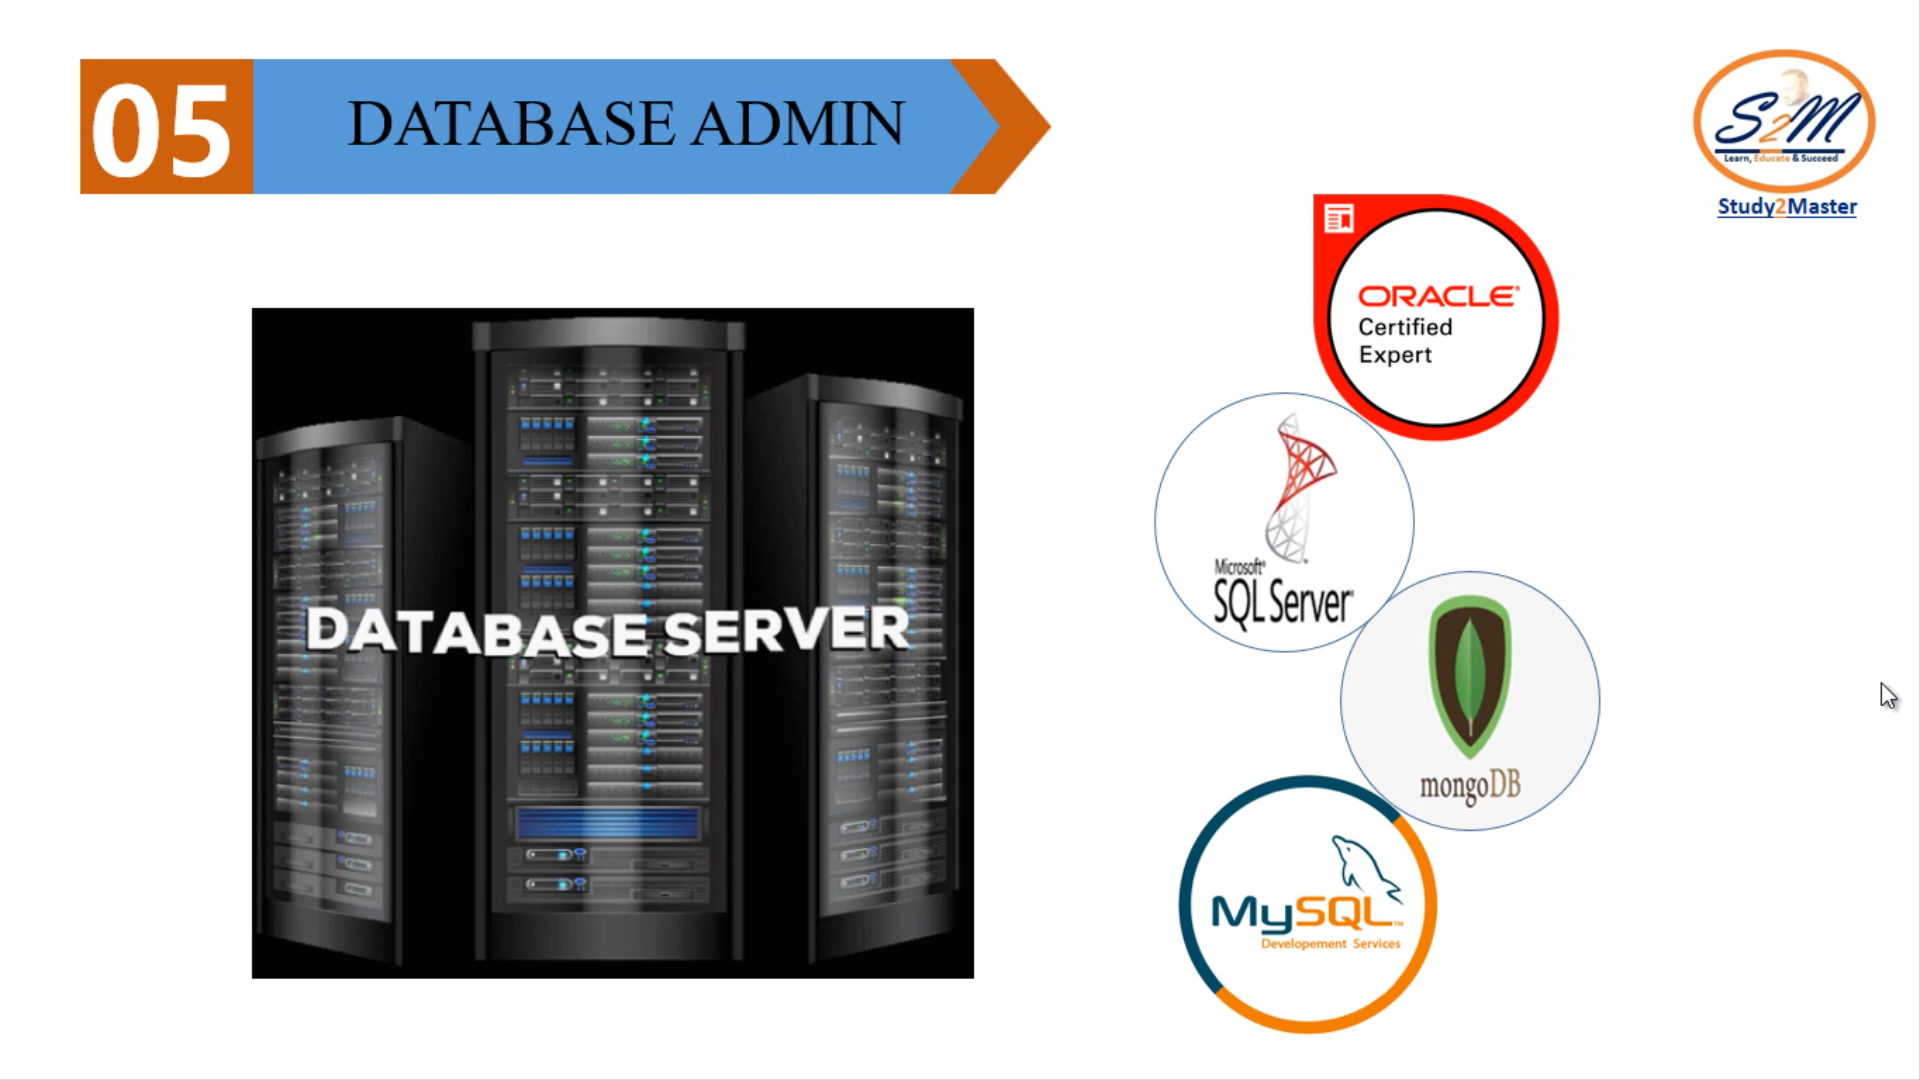 05
DATABASE ADMIN
S2M
Learn, Educate & Succeed
Study2Master
ORACLE®
Certified
Expert
Microsoft®
SQL Server®
DATABASE SERVER
mongoDB
MySQL™
Developement Services